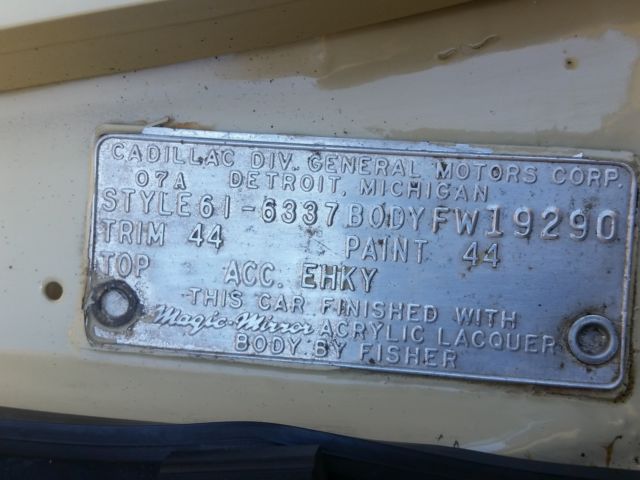 CADILLAC DIV. GENERAL MOTORS CORP.
07A DETROIT, MICHIGAN
STYLE 61-6337 BODY FW19290
TRIM 44 PAINT 44
TOP ACC. EHKY
THIS CAR FINISHED WITH
Magic-Mirror ACRYLIC LACQUER
BODY BY FISHER